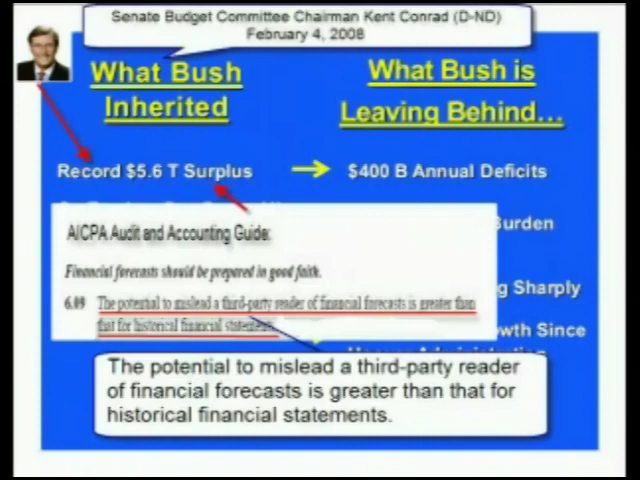 Senate Budget Committee Chairman Kent Conrad (D-ND)
February 4, 2008
What Bush
Inherited
What Bush is
Leaving Behind…
Record $5.6 T Surplus
$400 B Annual Deficits
AICPA Audit and Accounting Guide:
Burden
Financial forecasts should be prepared in good faith.
g Sharply
6.09 The potential to mislead a third-party reader of financial forecasts is greater than
that for historical financial statements.
wth Since
The potential to mislead a third-party reader
of financial forecasts is greater than that for
historical financial statements.